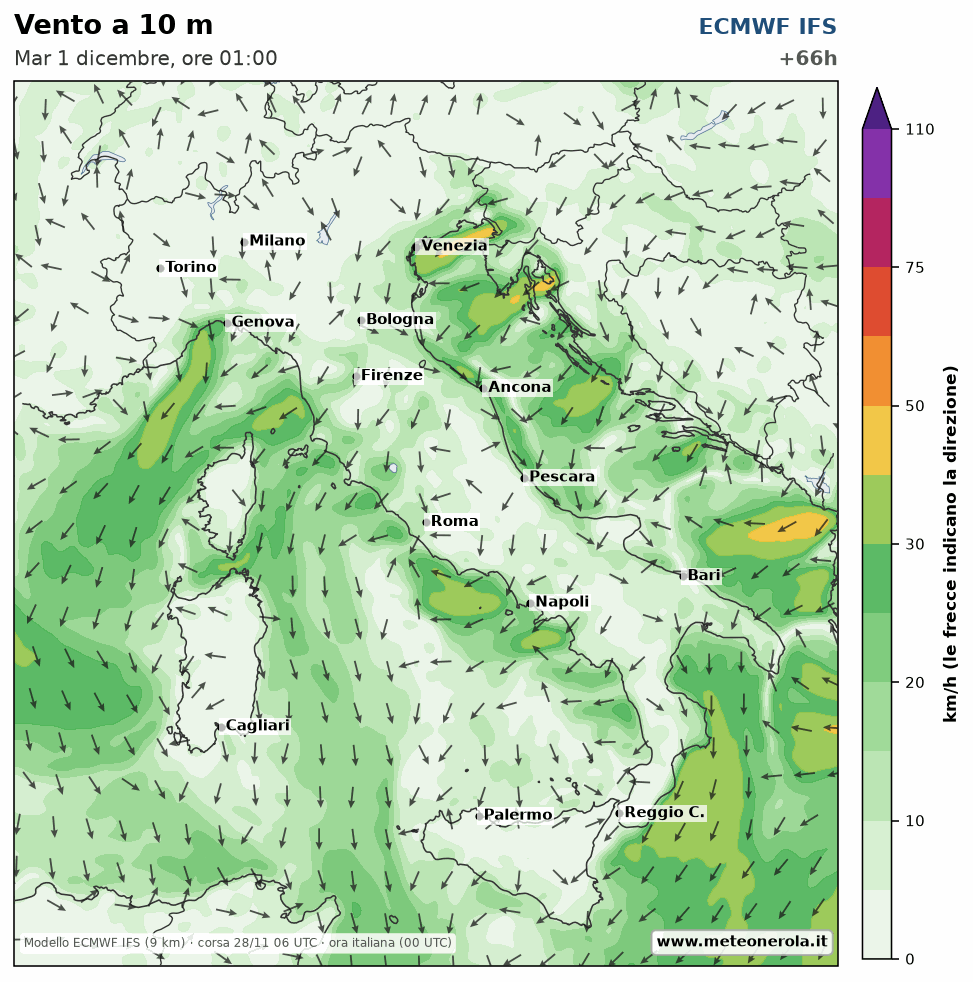 Vento a 10 m
ECMWF IFS
Mar 1 dicembre, ore 01:00
+66h
110
75
50
30
20
10
0
km/h (le frecce indicano la direzione)
Venezia
Milano
Torino
Genova
Bologna
Firenze
Ancona
Pescara
Roma
Bari
Napoli
Cagliari
Palermo
Reggio C.
Modello ECMWF IFS (9 km) · corsa 28/11 06 UTC · ora italiana (00 UTC)
www.meteonerola.it